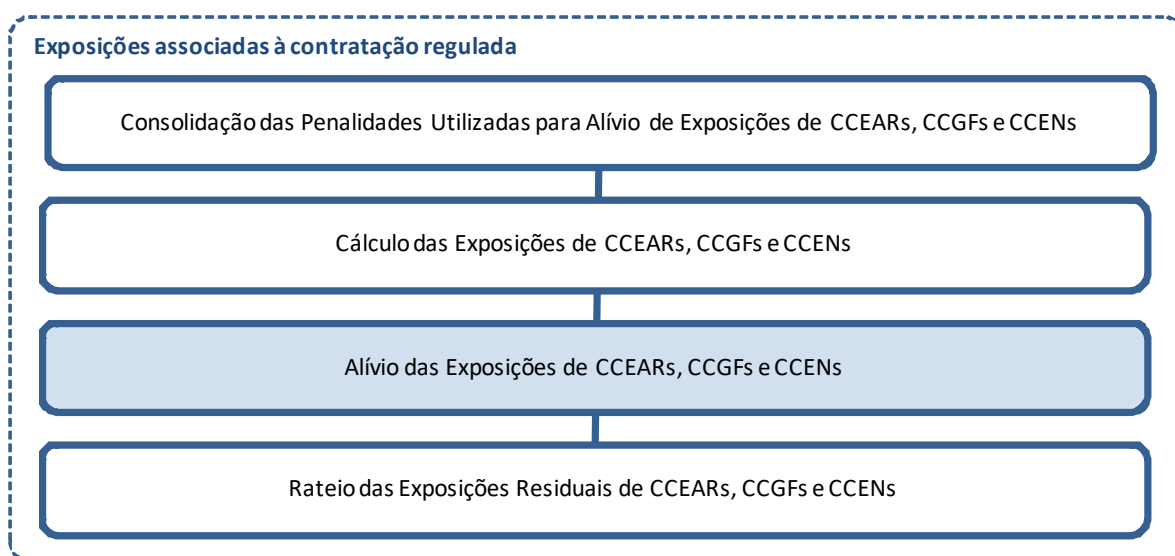 Exposições associadas à contratação regulada
Consolidação das Penalidades Utilizadas para Alívio de Exposições de CCEARs, CCGFs e CCENs
Cálculo das Exposições de CCEARs, CCGFs e CCENs
Alívio das Exposições de CCEARs, CCGFs e CCENs
Rateio das Exposições Residuais de CCEARs, CCGFs e CCENs